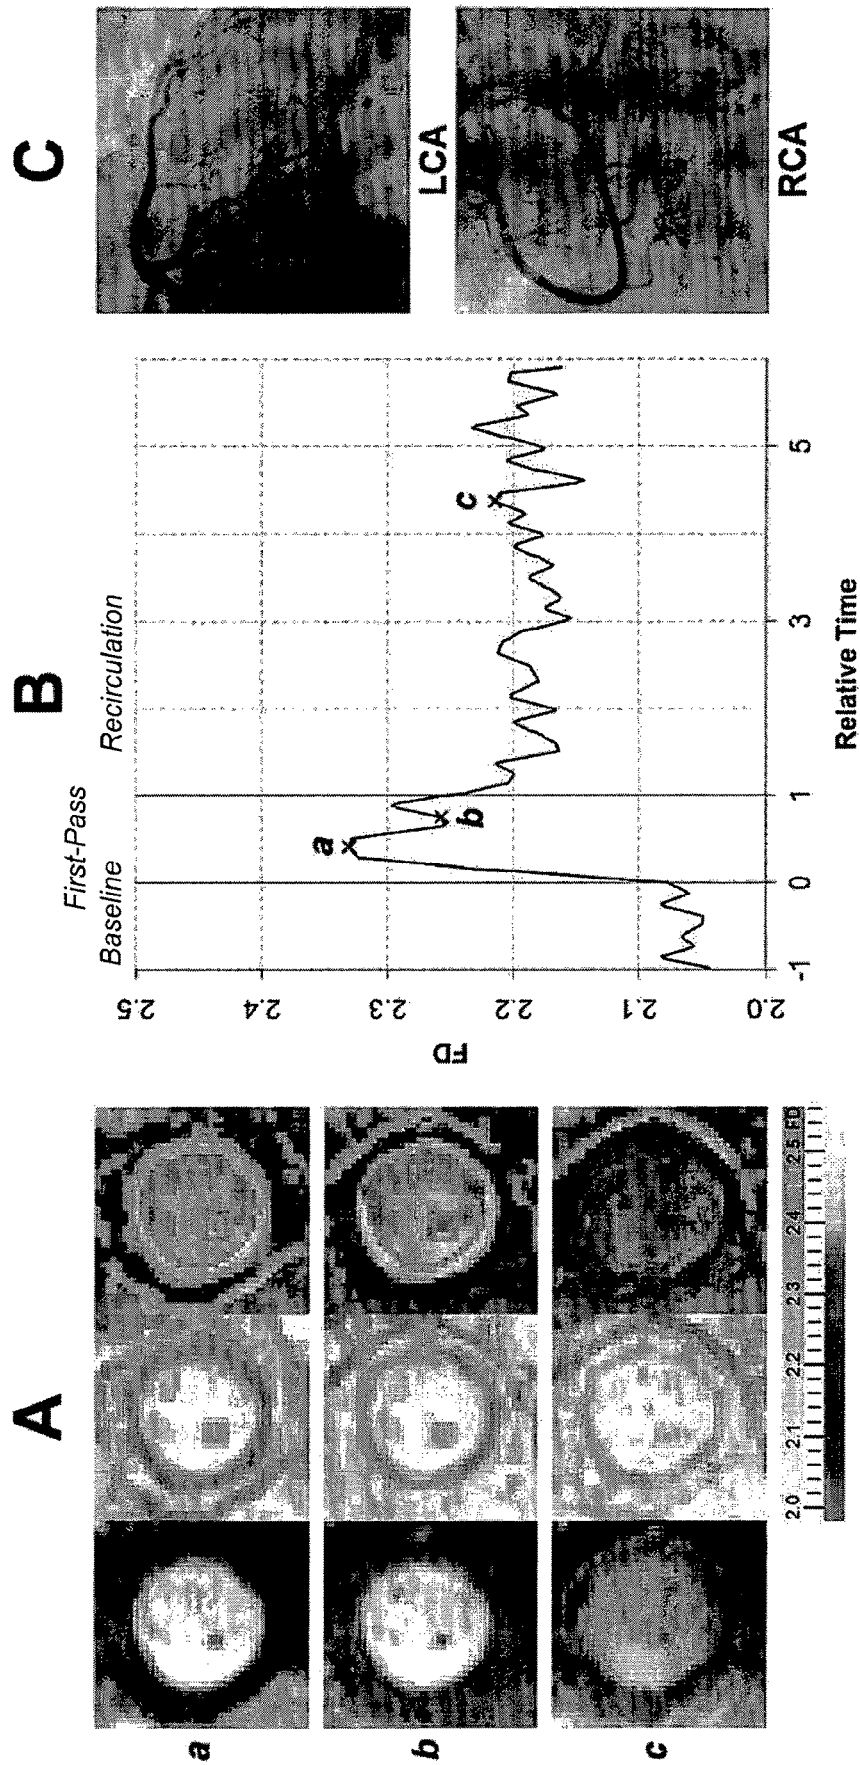 A
a
b
c
2.0 2.1 2.2 2.3 2.4 2.5 FD
B
First-Pass
Baseline
Recirculation
FD
2.5
2.4
2.3
2.2
2.1
2.0
a
b
c
-1 0 1 3 5
Relative Time
C
LCA
RCA